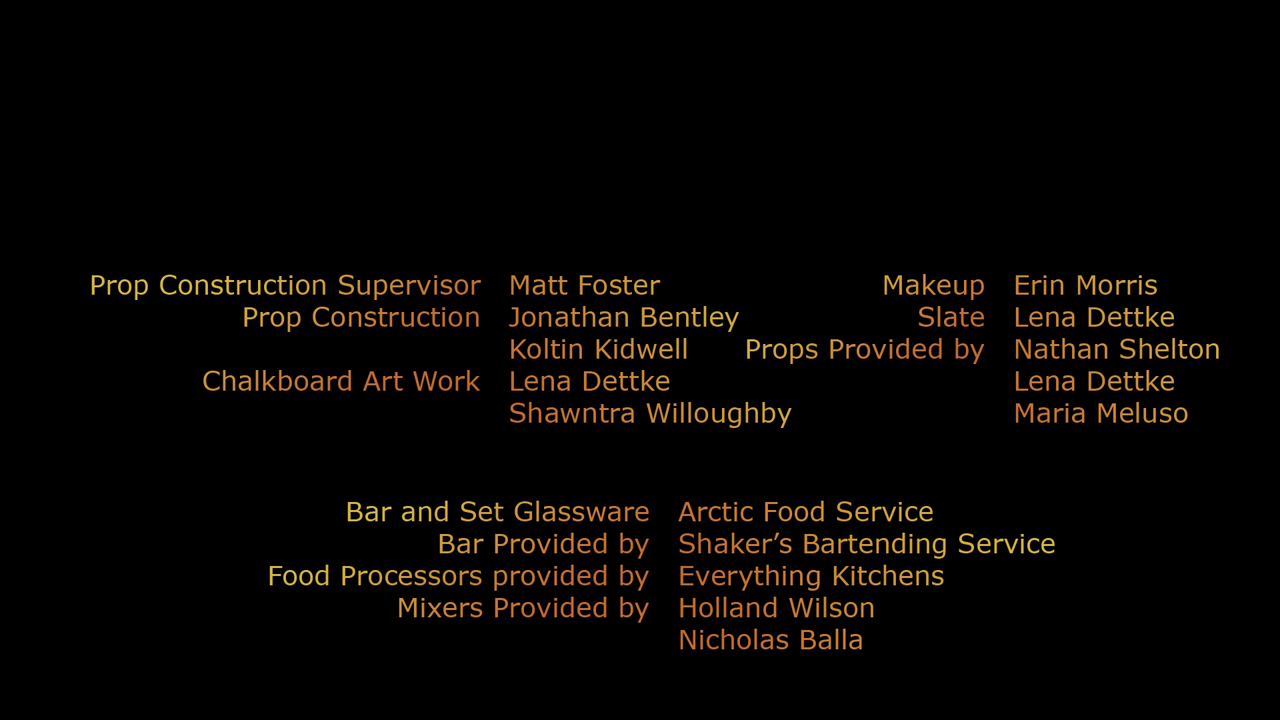 Prop Construction Supervisor Matt Foster
Prop Construction Jonathan Bentley
Koltin Kidwell
Chalkboard Art Work Lena Dettke
Shawntra Willoughby
Makeup Erin Morris
Slate Lena Dettke
Props Provided by Nathan Shelton
Lena Dettke
Maria Meluso
Bar and Set Glassware Arctic Food Service
Bar Provided by Shaker’s Bartending Service
Food Processors provided by Everything Kitchens
Mixers Provided by Holland Wilson
Nicholas Balla